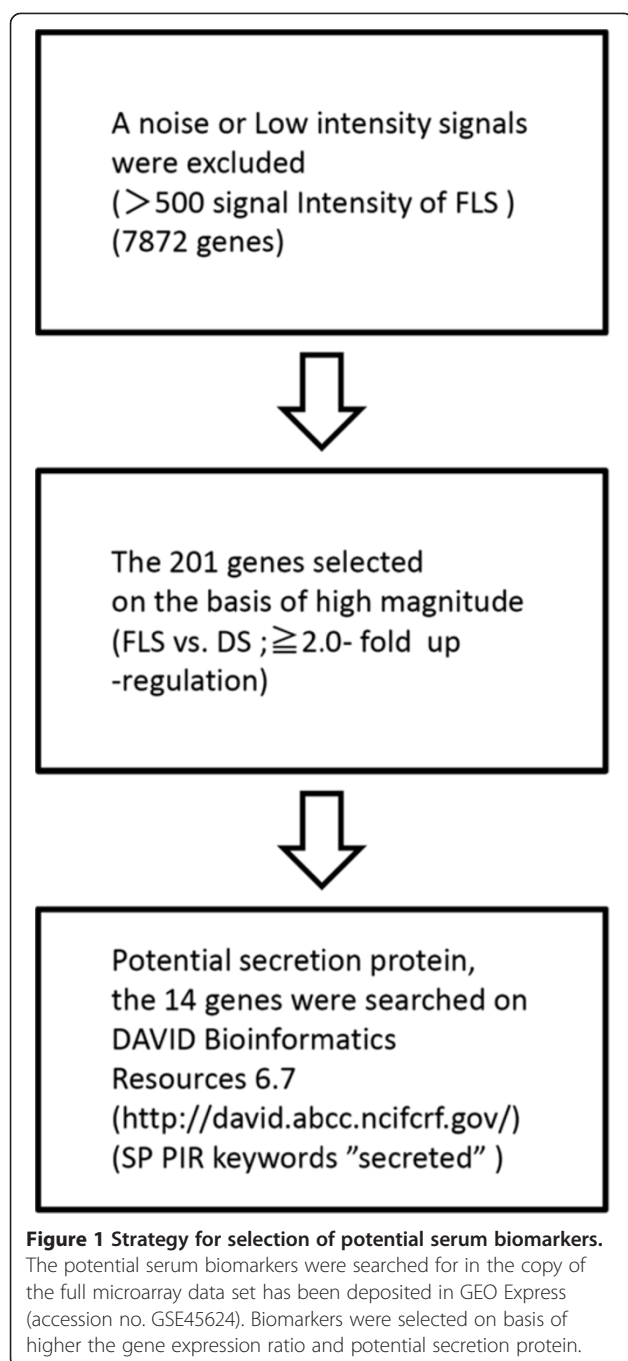 A noise or Low intensity signals
were excluded
(＞500 signal Intensity of FLS )
(7872 genes)
The 201 genes selected
on the basis of high magnitude
(FLS vs. DS ;≧2.0- fold up
-regulation)
Potential secretion protein,
the 14 genes were searched on
DAVID Bioinformatics
Resources 6.7
(http://david.abcc.ncifcrf.gov/)
(SP PIR keywords ”secreted” )
Figure 1 Strategy for selection of potential serum biomarkers.
The potential serum biomarkers were searched for in the copy of
the full microarray data set has been deposited in GEO Express
(accession no. GSE45624). Biomarkers were selected on basis of
higher the gene expression ratio and potential secretion protein.